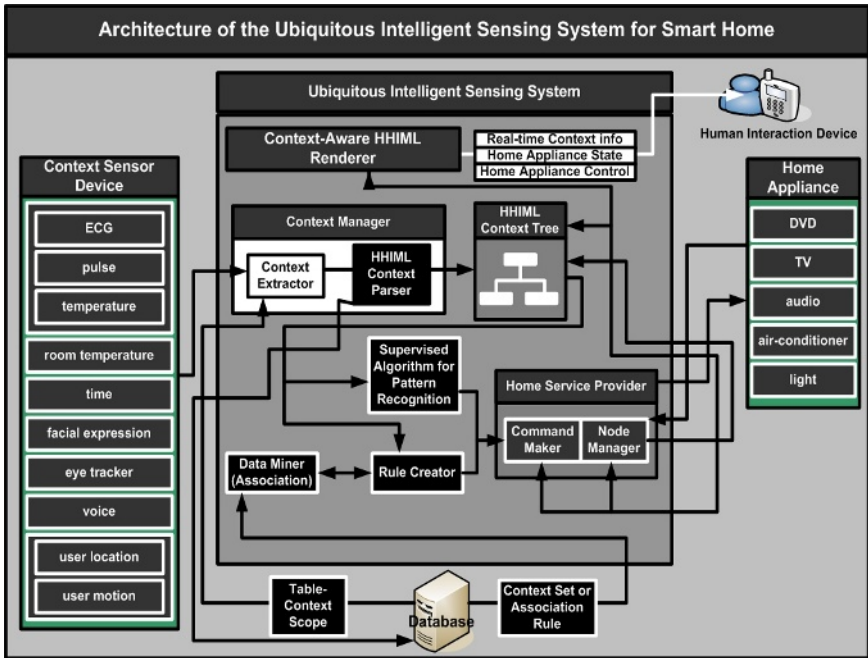 Architecture of the Ubiquitous Intelligent Sensing System for Smart Home
Ubiquitous Intelligent Sensing System
Human Interaction Device
Context-Aware HHIML
Renderer
Real-time Context info
Home Appliance State
Home Appliance Control
Context Sensor
Device
ECG
pulse
temperature
room temperature
time
facial expression
eye tracker
voice
user location
user motion
Context Manager
Context
Extractor
HHIML
Context
Parser
HHIML
Context Tree
Supervised
Algorithm for
Pattern
Recognition
Data Miner
(Association)
Rule Creator
Home Service Provider
Command
Maker
Node
Manager
Home
Appliance
DVD
TV
audio
air-conditioner
light
Table-
Context
Scope
Database
Context Set or
Association
Rule